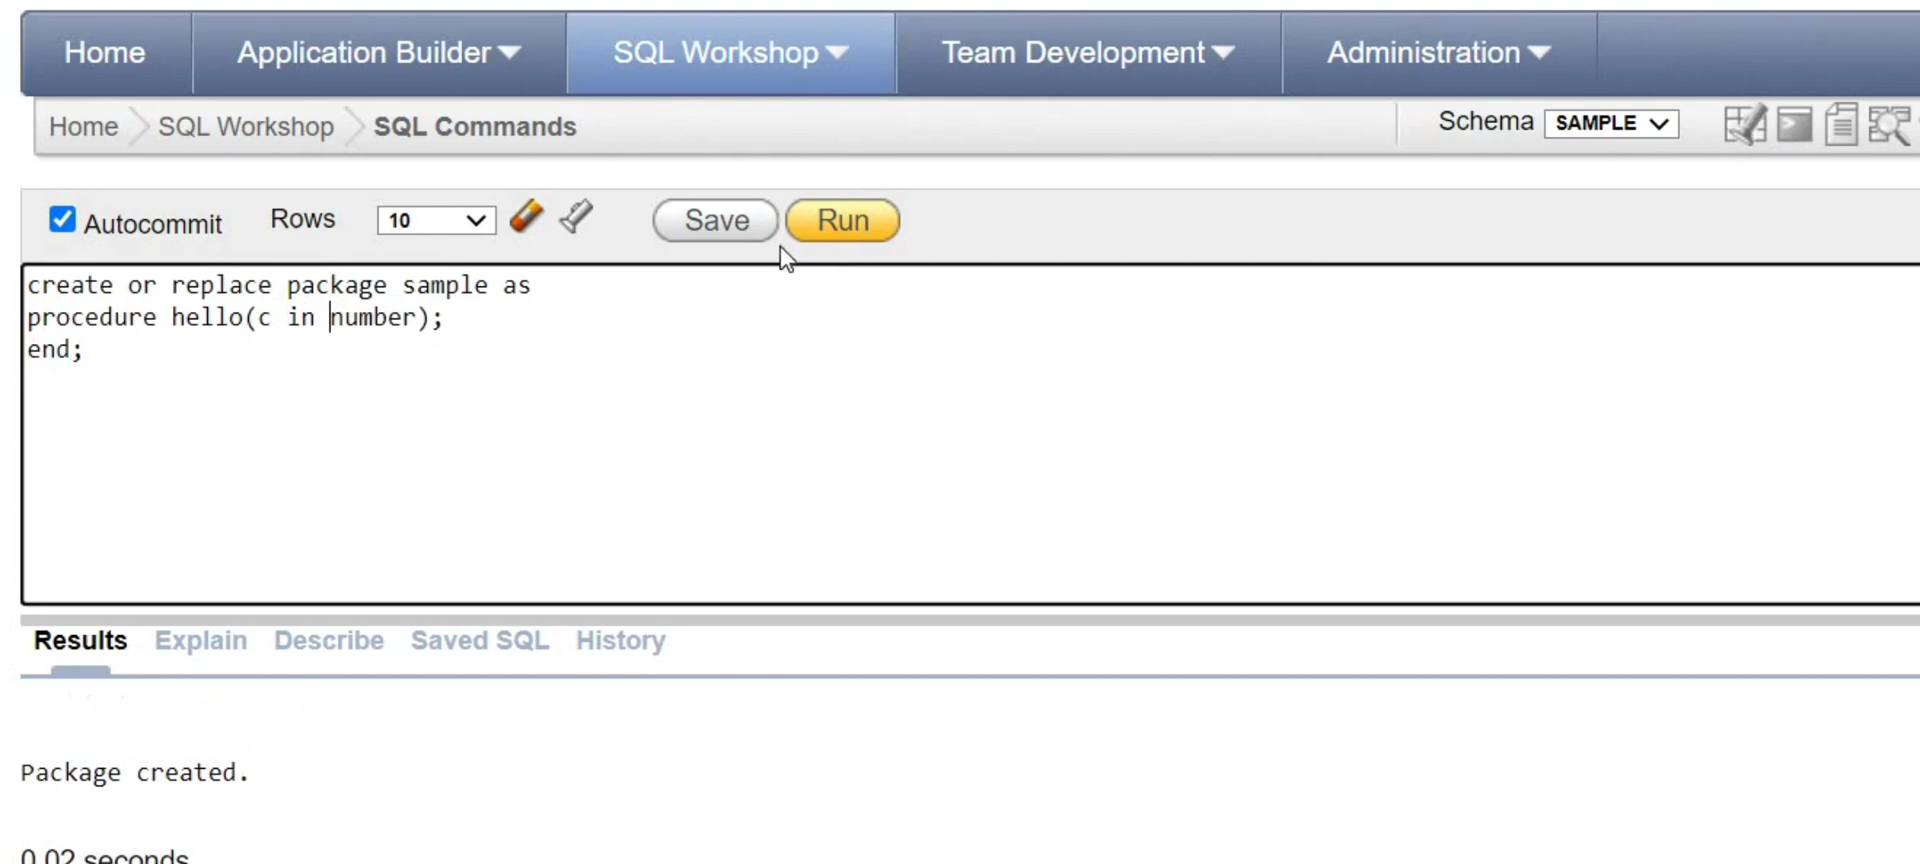 Home Application Builder SQL Workshop Team Development Administration
Home SQL Workshop SQL Commands Schema SAMPLE
Autocommit Rows 10 Save Run
create or replace package sample as
procedure hello(c in number);
end;
Results Explain Describe Saved SQL History
Package created.
0.02 seconds